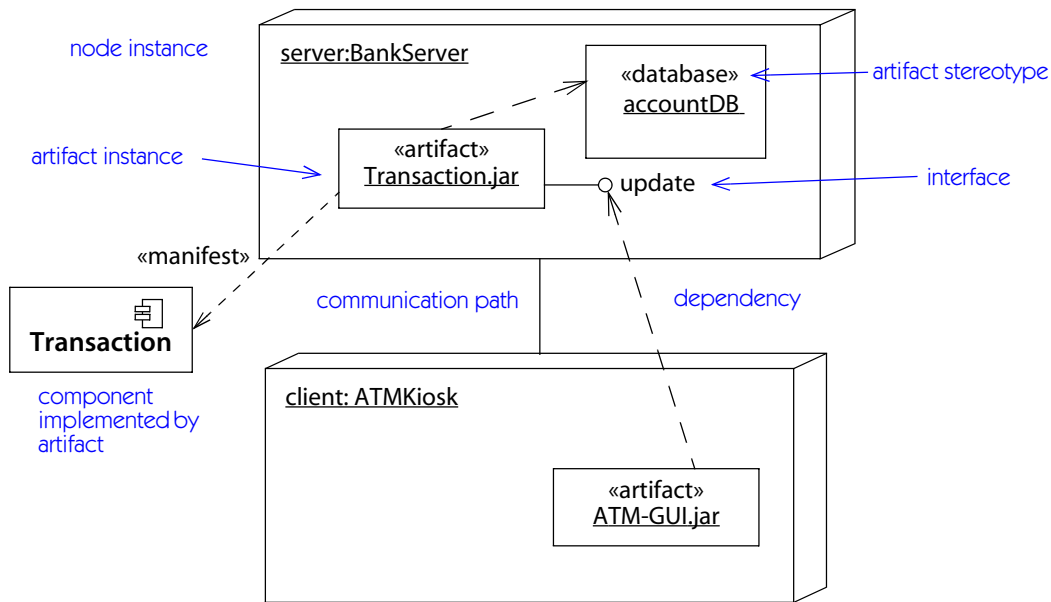 node instance
server:BankServer
«database»
accountDB
artifact stereotype
«artifact»
Transaction.jar
artifact instance
update
interface
«manifest»
communication path
dependency
Transaction
component
implemented by
artifact
client: ATMKiosk
«artifact»
ATM-GUI.jar